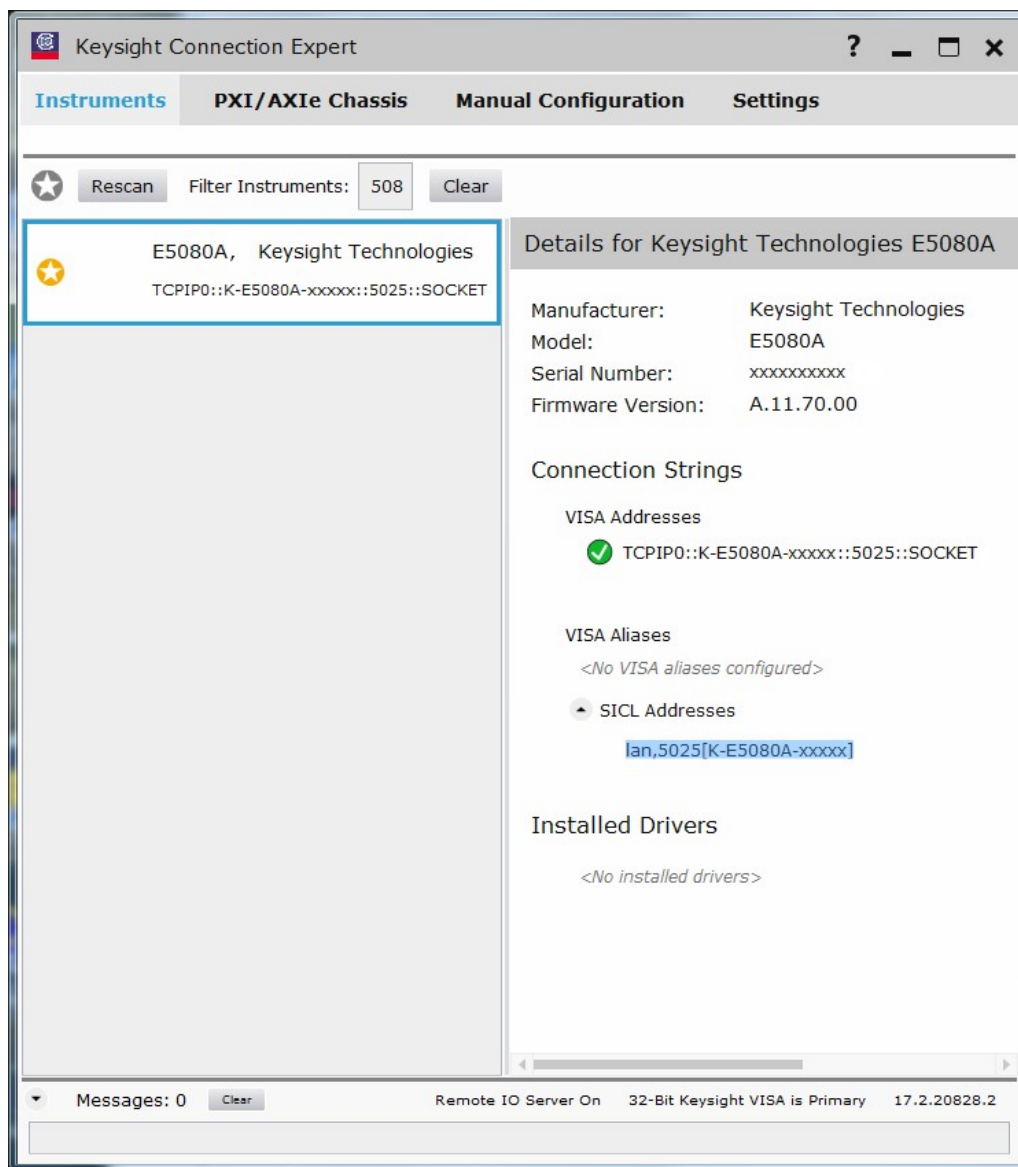 Keysight Connection Expert ?
Instruments PXI/AXIe Chassis Manual Configuration Settings
Rescan Filter Instruments: 508 Clear
E5080A, Keysight Technologies
TCPIP0::K-E5080A-xxxxx::5025::SOCKET
Details for Keysight Technologies E5080A
Manufacturer: Keysight Technologies
Model: E5080A
Serial Number: xxxxxxxxxx
Firmware Version: A.11.70.00
Connection Strings
VISA Addresses
TCPIP0::K-E5080A-xxxxx::5025::SOCKET
VISA Aliases
<No VISA aliases configured>
SICL Addresses
lan,5025[K-E5080A-xxxxx]
Installed Drivers
<No installed drivers>
Messages: 0 Clear Remote IO Server On 32-Bit Keysight VISA is Primary 17.2.20828.2